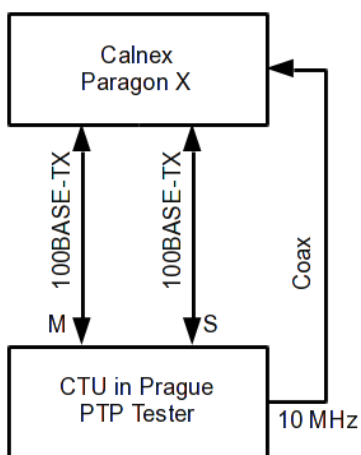 Calnex
Paragon X
100BASE-TX
100BASE-TX
Coax
M
S
CTU in Prague
PTP Tester
10 MHz